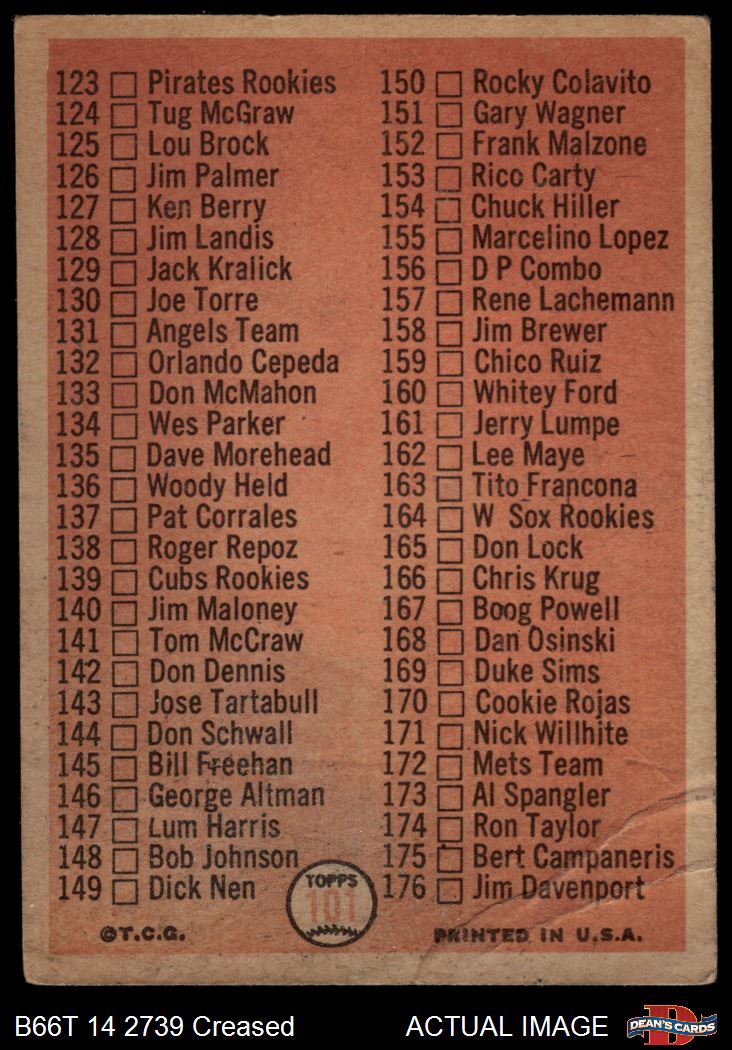 123 Pirates Rookies
124 Tug McGraw
125 Lou Brock
126 Jim Palmer
127 Ken Berry
128 Jim Landis
129 Jack Kralick
130 Joe Torre
131 Angels Team
132 Orlando Cepeda
133 Don McMahon
134 Wes Parker
135 Dave Morehead
136 Woody Held
137 Pat Corrales
138 Roger Repoz
139 Cubs Rookies
140 Jim Maloney
141 Tom McCraw
142 Don Dennis
143 Jose Tartabull
144 Don Schwall
145 Bill Freehan
146 George Altman
147 Lum Harris
148 Bob Johnson
149 Dick Nen
150 Rocky Colavito
151 Gary Wagner
152 Frank Malzone
153 Rico Carty
154 Chuck Hiller
155 Marcelino Lopez
156 D P Combo
157 Rene Lachemann
158 Jim Brewer
159 Chico Ruiz
160 Whitey Ford
161 Jerry Lumpe
162 Lee Maye
163 Tito Francona
164 W Sox Rookies
165 Don Lock
166 Chris Krug
167 Boog Powell
168 Dan Osinski
169 Duke Sims
170 Cookie Rojas
171 Nick Willhite
172 Mets Team
173 Al Spangler
174 Ron Taylor
175 Bert Campaneris
176 Jim Davenport
TOPPS
101
©T.C.G.
PRINTED IN U.S.A.
B66T 14 2739 Creased
ACTUAL IMAGE
D
DEAN'S CARDS